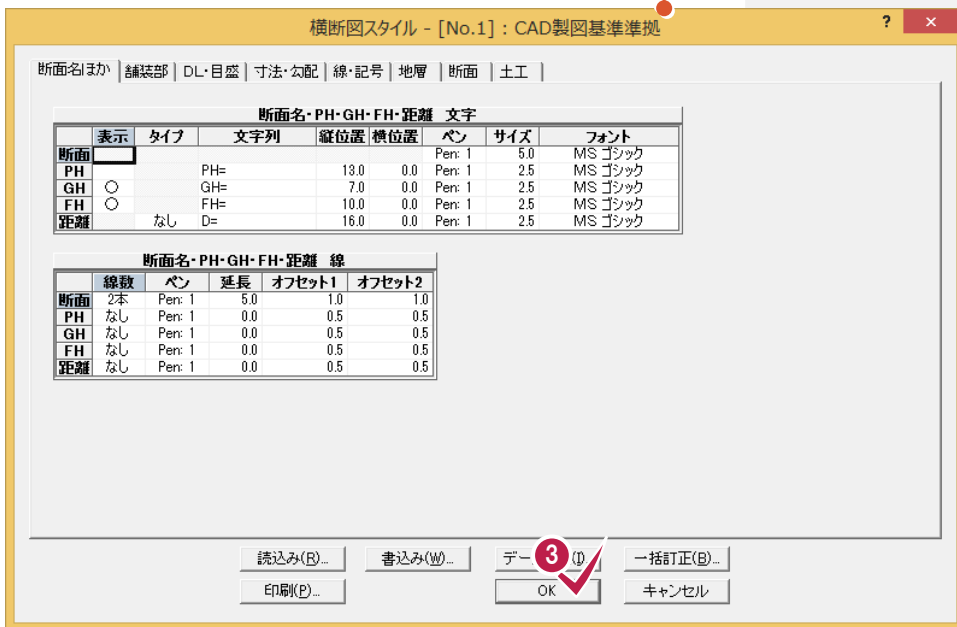 横断図スタイル - [No.1] : CAD製図基準準拠 ? ×
断面名ほか 舗装部 DL・目盛 寸法・勾配 線・記号 地層 断面 土工
断面名・PH・GH・FH・距離 文字
表示 タイプ 文字列 縦位置 横位置 ペン サイズ フォント
断面 Pen: 1 5.0 MS ゴシック
PH PH= 13.0 0.0 Pen: 1 2.5 MS ゴシック
GH ○ GH= 7.0 0.0 Pen: 1 2.5 MS ゴシック
FH ○ FH= 10.0 0.0 Pen: 1 2.5 MS ゴシック
距離 なし D= 16.0 0.0 Pen: 1 2.5 MS ゴシック
断面名・PH・GH・FH・距離 線
線数 ペン 延長 オフセット1 オフセット2
断面 2本 Pen: 1 5.0 1.0 1.0
PH なし Pen: 1 0.0 0.5 0.5
GH なし Pen: 1 0.0 0.5 0.5
FH なし Pen: 1 0.0 0.5 0.5
距離 なし Pen: 1 0.0 0.5 0.5
読込み(R)... 書込み(W)... デー 3 (I) 一括訂正(B)...
印刷(P)... OK キャンセル